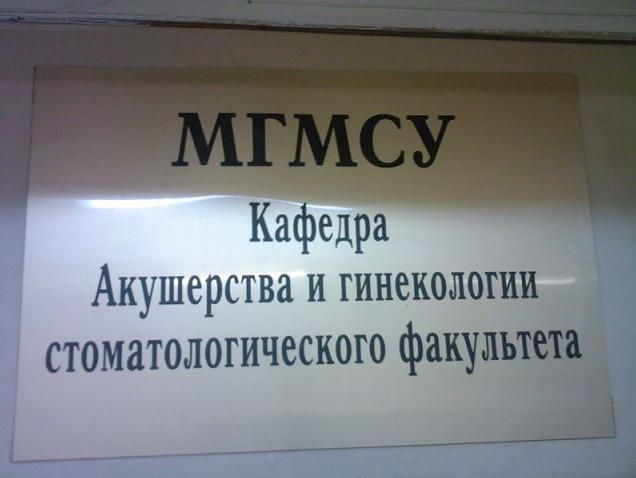 МГМСУ
Кафедра
Акушерства и гинекологии
стоматологического факультета